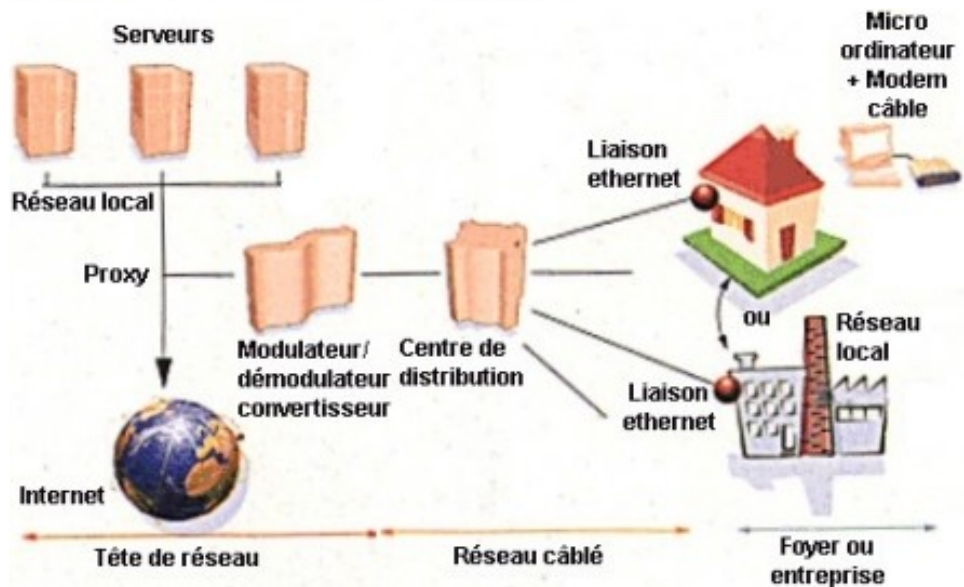 Serveurs
Micro
ordinateur
+ Modem
câble
Liaison
ethernet
Réseau local
Proxy
ou
Réseau
local
Modulateur/
démodulateur
convertisseur
Centre de
distribution
Liaison
ethernet
Internet
Tête de réseau
Réseau câblé
Foyer ou
entreprise